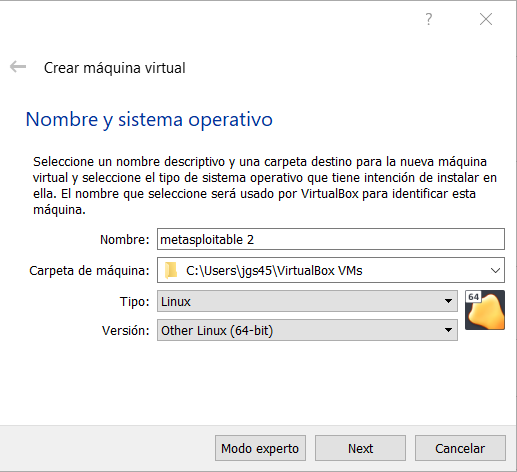 ?
Crear máquina virtual
Nombre y sistema operativo
Seleccione un nombre descriptivo y una carpeta destino para la nueva máquina
virtual y seleccione el tipo de sistema operativo que tiene intención de instalar en
ella. El nombre que seleccione será usado por VirtualBox para identificar esta
máquina.
Nombre: metasploitable 2
Carpeta de máquina: C:\Users\jgs45\VirtualBox VMs
Tipo: Linux
64
Versión: Other Linux (64-bit)
Modo experto Next Cancelar